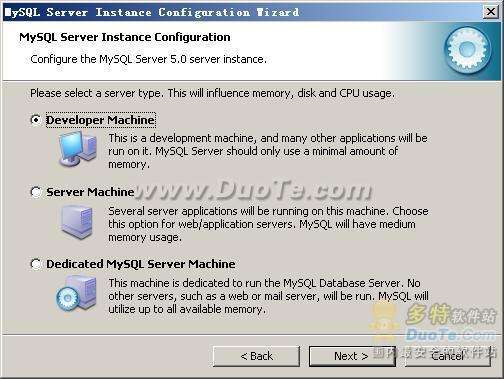 MySQL Server Instance Configuration Wizard
MySQL Server Instance Configuration
Configure the MySQL Server 5.0 server instance.
Please select a server type. This will influence memory, disk and CPU usage.
Developer Machine
This is a development machine, and many other applications will be
run on it. MySQL Server should only use a minimal amount of
memory.
www.DuoTe.com
Server Machine
Several server applications will be running on this machine. Choose
this option for web/application servers. MySQL will have medium
memory usage.
Dedicated MySQL Server Machine
This machine is dedicated to run the MySQL Database Server. No
other servers, such as a web or mail server, will be run. MySQL will
utilize up to all available memory.
多特软件站
DuoTe.com
国内最安全的软件站
< Back
Next >
Cancel